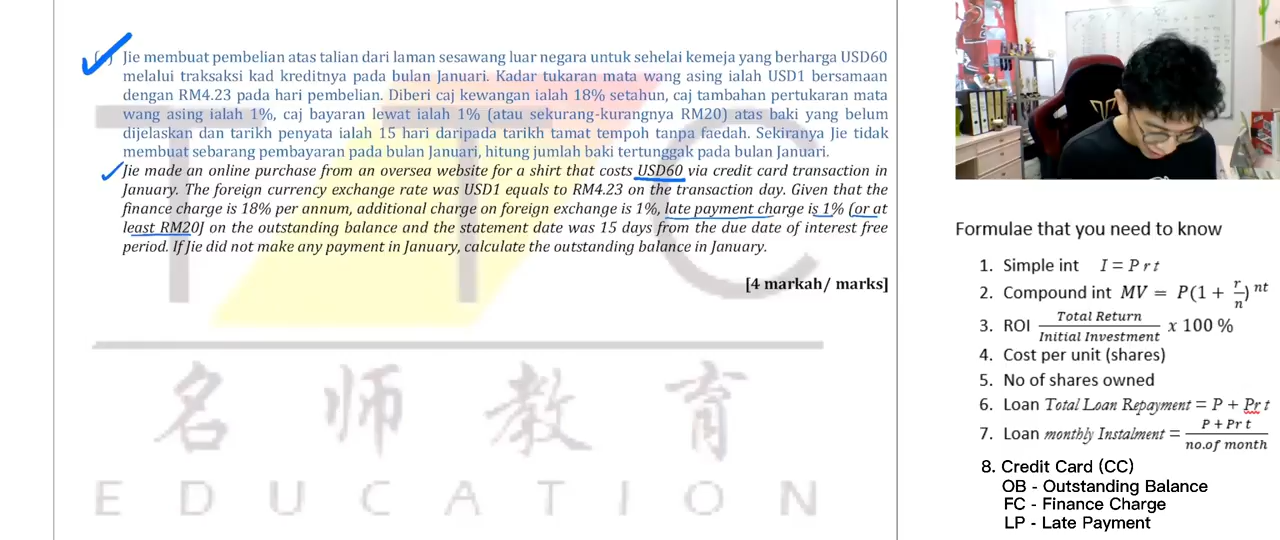 Jie membuat pembelian atas talian dari laman sesawang luar negara untuk sehelai kemeja yang berharga USD60
melalui traksaksi kad kreditnya pada bulan Januari. Kadar tukaran mata wang asing ialah USD1 bersamaan
dengan RM4.23 pada hari pembelian. Diberi caj kewangan ialah 18% setahun, caj tambahan pertukaran mata
wang asing ialah 1%, caj bayaran lewat ialah 1% (atau sekurang-kurangnya RM20) atas baki yang belum
dijelaskan dan tarikh penyata ialah 15 hari daripada tarikh tamat tempoh tanpa faedah. Sekiranya Jie tidak
membuat sebarang pembayaran pada bulan Januari, hitung jumlah baki tertunggak pada bulan Januari.
Jie made an online purchase from an oversea website for a shirt that costs USD60 via credit card transaction in
January. The foreign currency exchange rate was USD1 equals to RM4.23 on the transaction day. Given that the
finance charge is 18% per annum, additional charge on foreign exchange is 1%, late payment charge is 1% (or at
least RM20) on the outstanding balance and the statement date was 15 days from the due date of interest free
period. If Jie did not make any payment in January, calculate the outstanding balance in January.
[4 markah/ marks]
TTC
名师教育
EDUCATION
Formulae that you need to know
1. Simple int I = P r t
2. Compound int MV = P(1 + r/n) nt
3. ROI Total Return / Initial Investment x 100 %
4. Cost per unit (shares)
5. No of shares owned
6. Loan Total Loan Repayment = P + Pr t
7. Loan monthly Instalment = P + Pr t / no.of month
8. Credit Card (CC)
OB - Outstanding Balance
FC - Finance Charge
LP - Late Payment